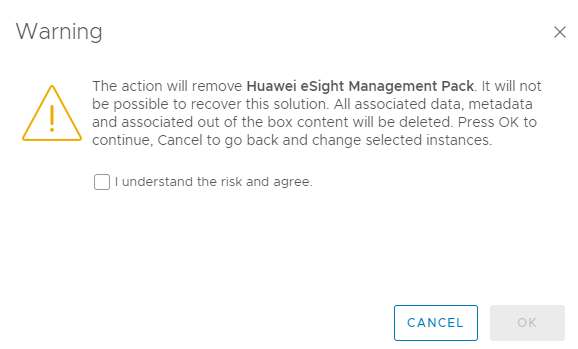 Warning
The action will remove Huawei eSight Management Pack. It will not
be possible to recover this solution. All associated data, metadata
and associated out of the box content will be deleted. Press OK to
continue, Cancel to go back and change selected instances.
I understand the risk and agree.
CANCEL
OK